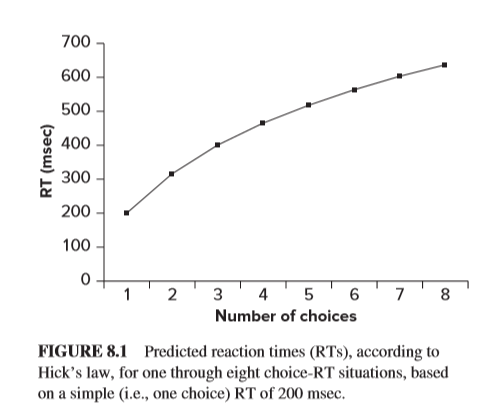 700
600
500
400
300
200
100
0
RT (msec)
1 2 3 4 5 6 7 8
Number of choices
FIGURE 8.1 Predicted reaction times (RTs), according to
Hick's law, for one through eight choice-RT situations, based
on a simple (i.e., one choice) RT of 200 msec.